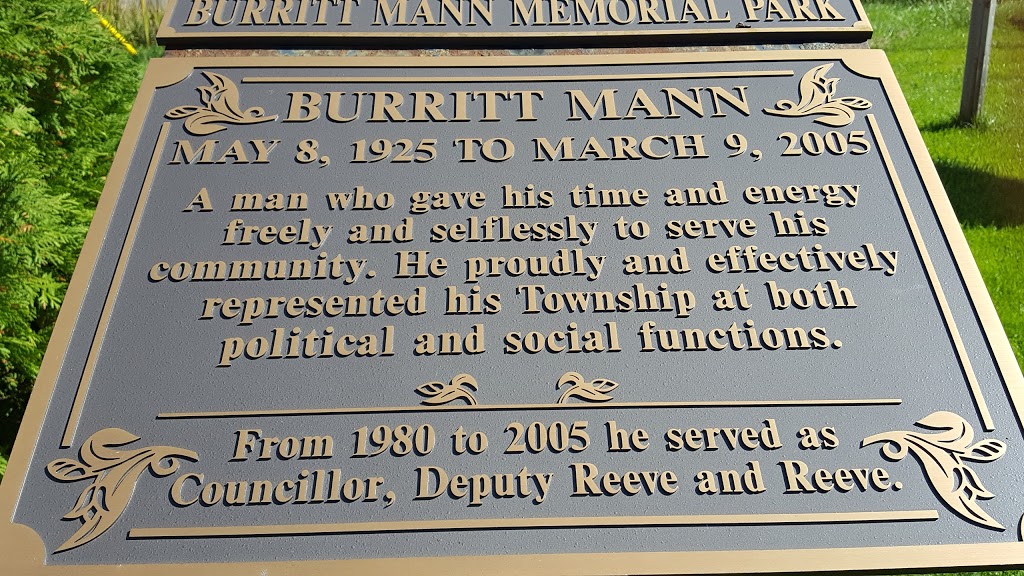 BURRITT MANN MEMORIAL PARK
BURRITT MANN
MAY 8, 1925 TO MARCH 9, 2005
A man who gave his time and energy
freely and selflessly to serve his
community. He proudly and effectively
represented his Township at both
political and social functions.
From 1980 to 2005 he served as
Councillor, Deputy Reeve and Reeve.